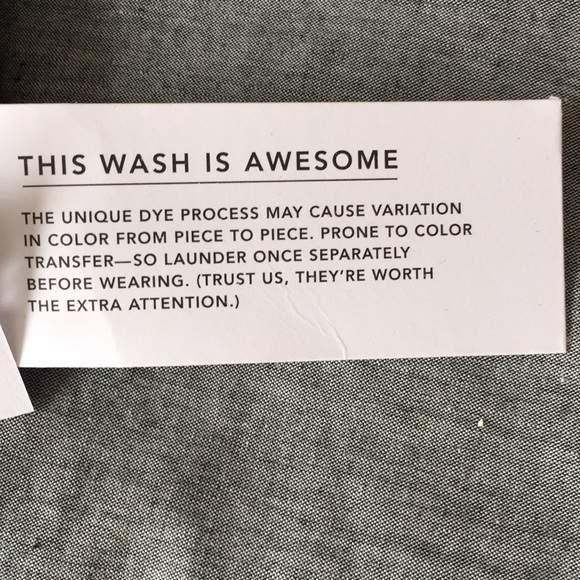 THIS WASH IS AWESOME
THE UNIQUE DYE PROCESS MAY CAUSE VARIATION
IN COLOR FROM PIECE TO PIECE. PRONE TO COLOR
TRANSFER—SO LAUNDER ONCE SEPARATELY
BEFORE WEARING. (TRUST US, THEY'RE WORTH
THE EXTRA ATTENTION.)